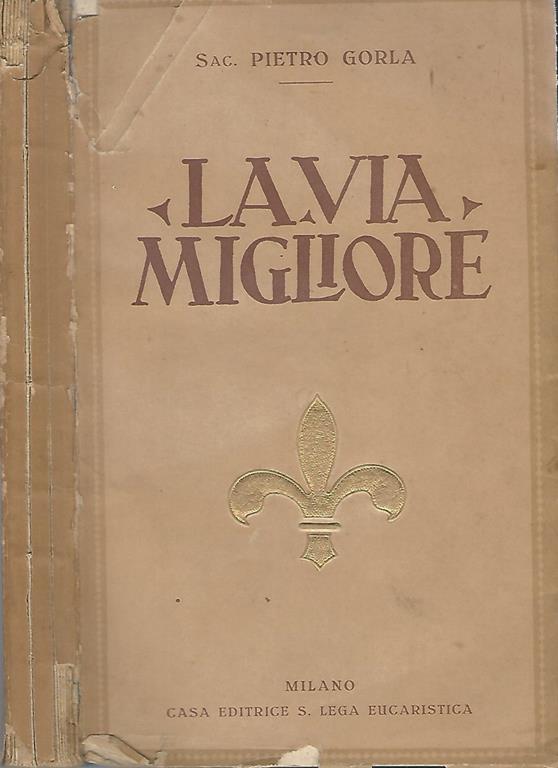 SAC. PIETRO GORLA
LA VIA
MIGLIORE
MILANO
CASA EDITRICE S. LEGA EUCARISTICA